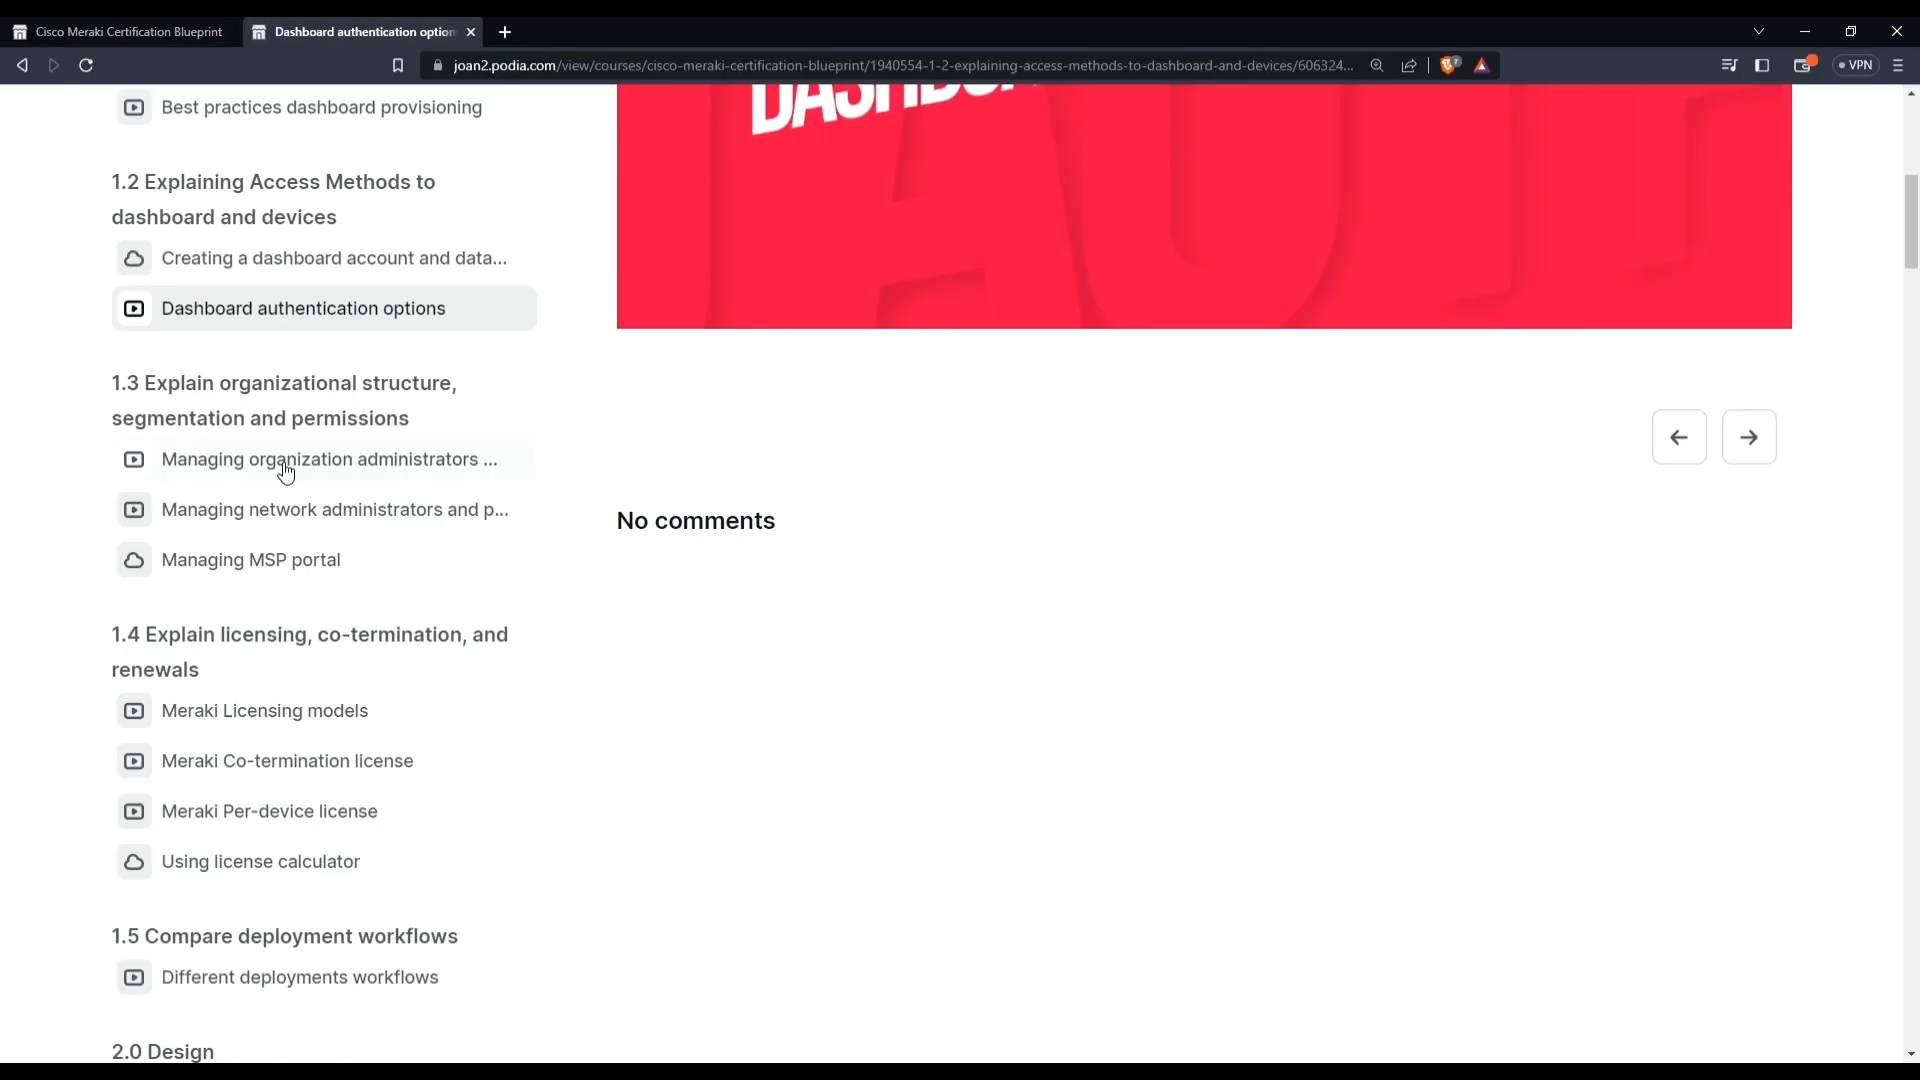 Cisco Meraki Certification Blueprint
Dashboard authentication option
joan2.podia.com/view/courses/cisco-meraki-certification-blueprint/1940554-1-2-explaining-access-methods-to-dashboard-and-devices/606324...
VPN
Best practices dashboard provisioning
1.2 Explaining Access Methods to
dashboard and devices
Creating a dashboard account and data...
Dashboard authentication options
1.3 Explain organizational structure,
segmentation and permissions
Managing organization administrators ...
Managing network administrators and p...
Managing MSP portal
1.4 Explain licensing, co-termination, and
renewals
Meraki Licensing models
Meraki Co-termination license
Meraki Per-device license
Using license calculator
1.5 Compare deployment workflows
Different deployments workflows
2.0 Design
No comments